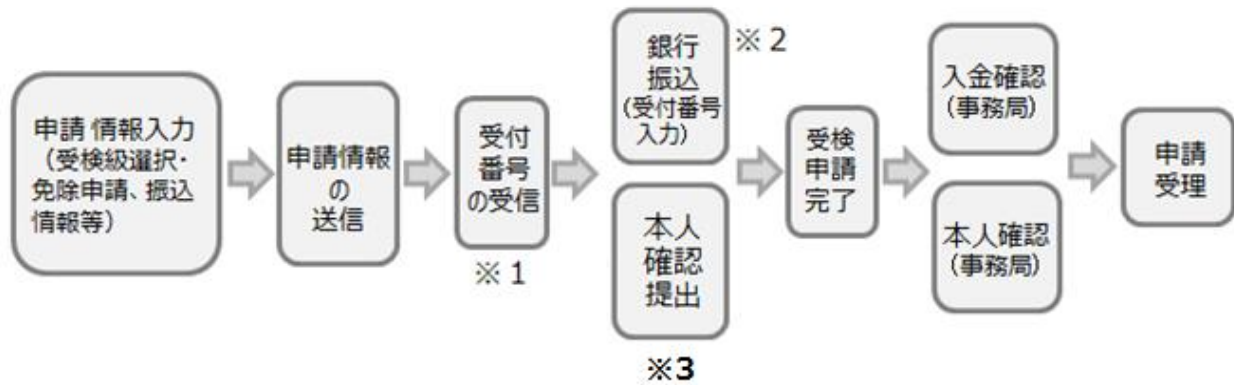 申請情報入力
（受検級選択・
免除申請、振込
情報等）
申請情報
の
送信
受付
番号
の受信
※１
銀行
振込
（受付番号
入力）
※２
本人
確認
提出
※3
受検
申請
完了
入金確認
（事務局）
本人確認
（事務局）
申請
受理